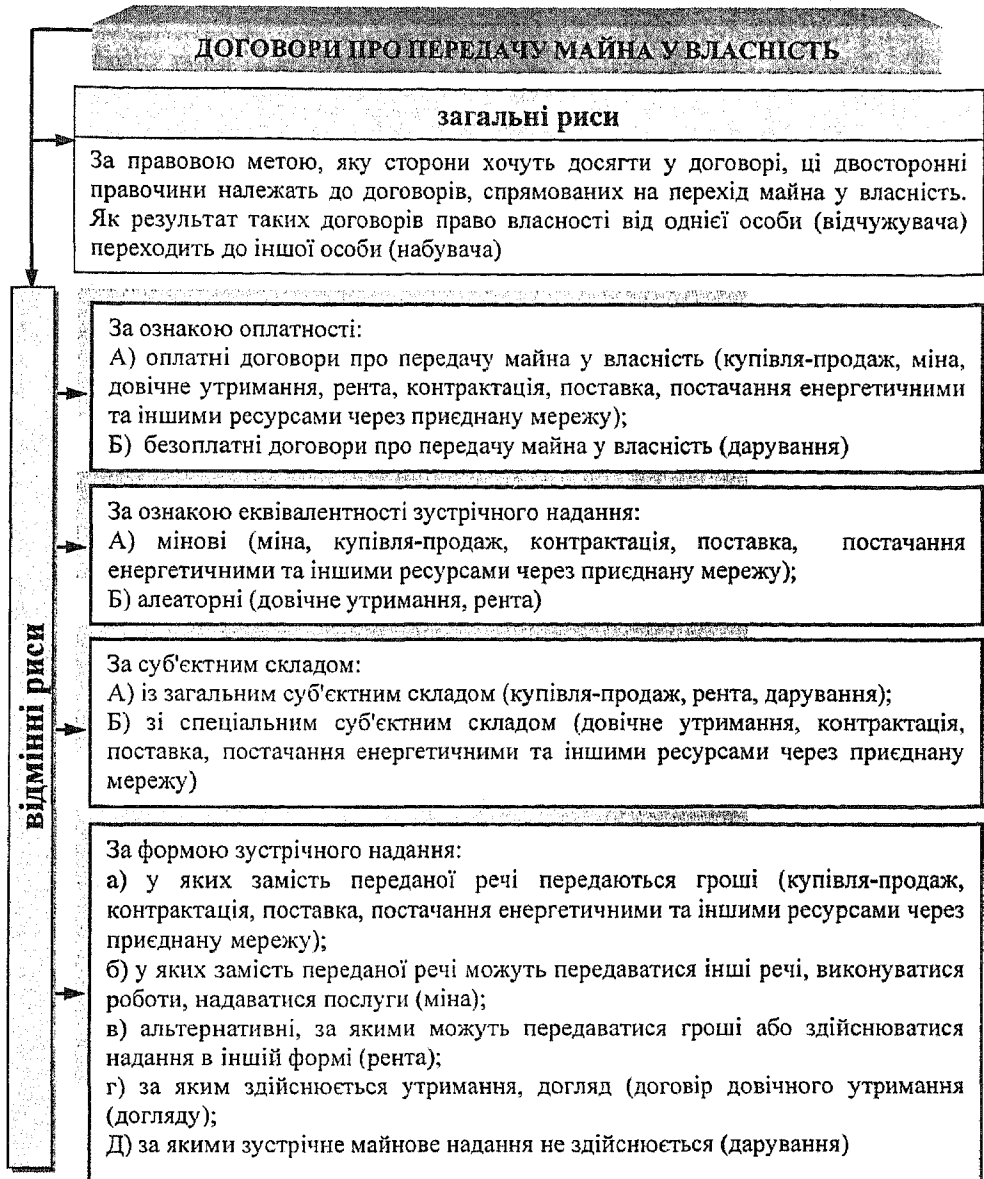 ДОГОВОРИ ПРО ПЕРЕДАЧУ МАЙНА У ВЛАСНІСТЬ
загальні риси
За правовою метою, яку сторони хочуть досягти у договорі, ці двосторонні
правочини належать до договорів, спрямованих на перехід майна у власність.
Як результат таких договорів право власності від однієї особи (відчужувача)
переходить до іншої особи (набувача)
відмінні риси
За ознакою оплатності:
А) оплатні договори про передачу майна у власність (купівля-продаж, міна,
довічне утримання, рента, контрактація, поставка, постачання енергетичними
та іншими ресурсами через приєднану мережу);
Б) безоплатні договори про передачу майна у власність (дарування)
За ознакою еквівалентності зустрічного надання:
А) мінові (міна, купівля-продаж, контрактація, поставка, постачання
енергетичними та іншими ресурсами через приєднану мережу);
Б) алеаторні (довічне утримання, рента)
За суб'єктним складом:
А) із загальним суб'єктним складом (купівля-продаж, рента, дарування);
Б) зі спеціальним суб'єктним складом (довічне утримання, контрактація,
поставка, постачання енергетичними та іншими ресурсами через приєднану
мережу)
За формою зустрічного надання:
а) у яких замість переданої речі передаються гроші (купівля-продаж,
контрактація, поставка, постачання енергетичними та іншими ресурсами через
приєднану мережу);
б) у яких замість переданої речі можуть передаватися інші речі, виконуватися
роботи, надаватися послуги (міна);
в) альтернативні, за якими можуть передаватися гроші або здійснюватися
надання в іншій формі (рента);
г) за яким здійснюється утримання, догляд (договір довічного утримання
(догляду);
Д) за якими зустрічне майнове надання не здійснюється (дарування)